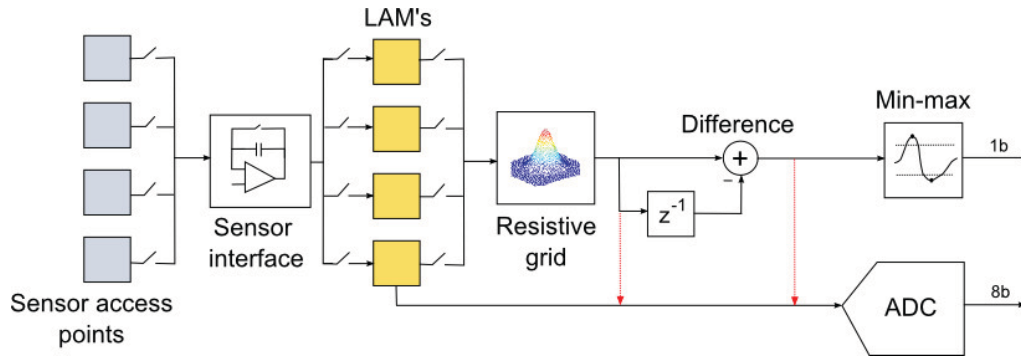 LAM's
Sensor access
points
Sensor
interface
Resistive
grid
Difference
+
−
z⁻¹
Min-max
1b
ADC
8b